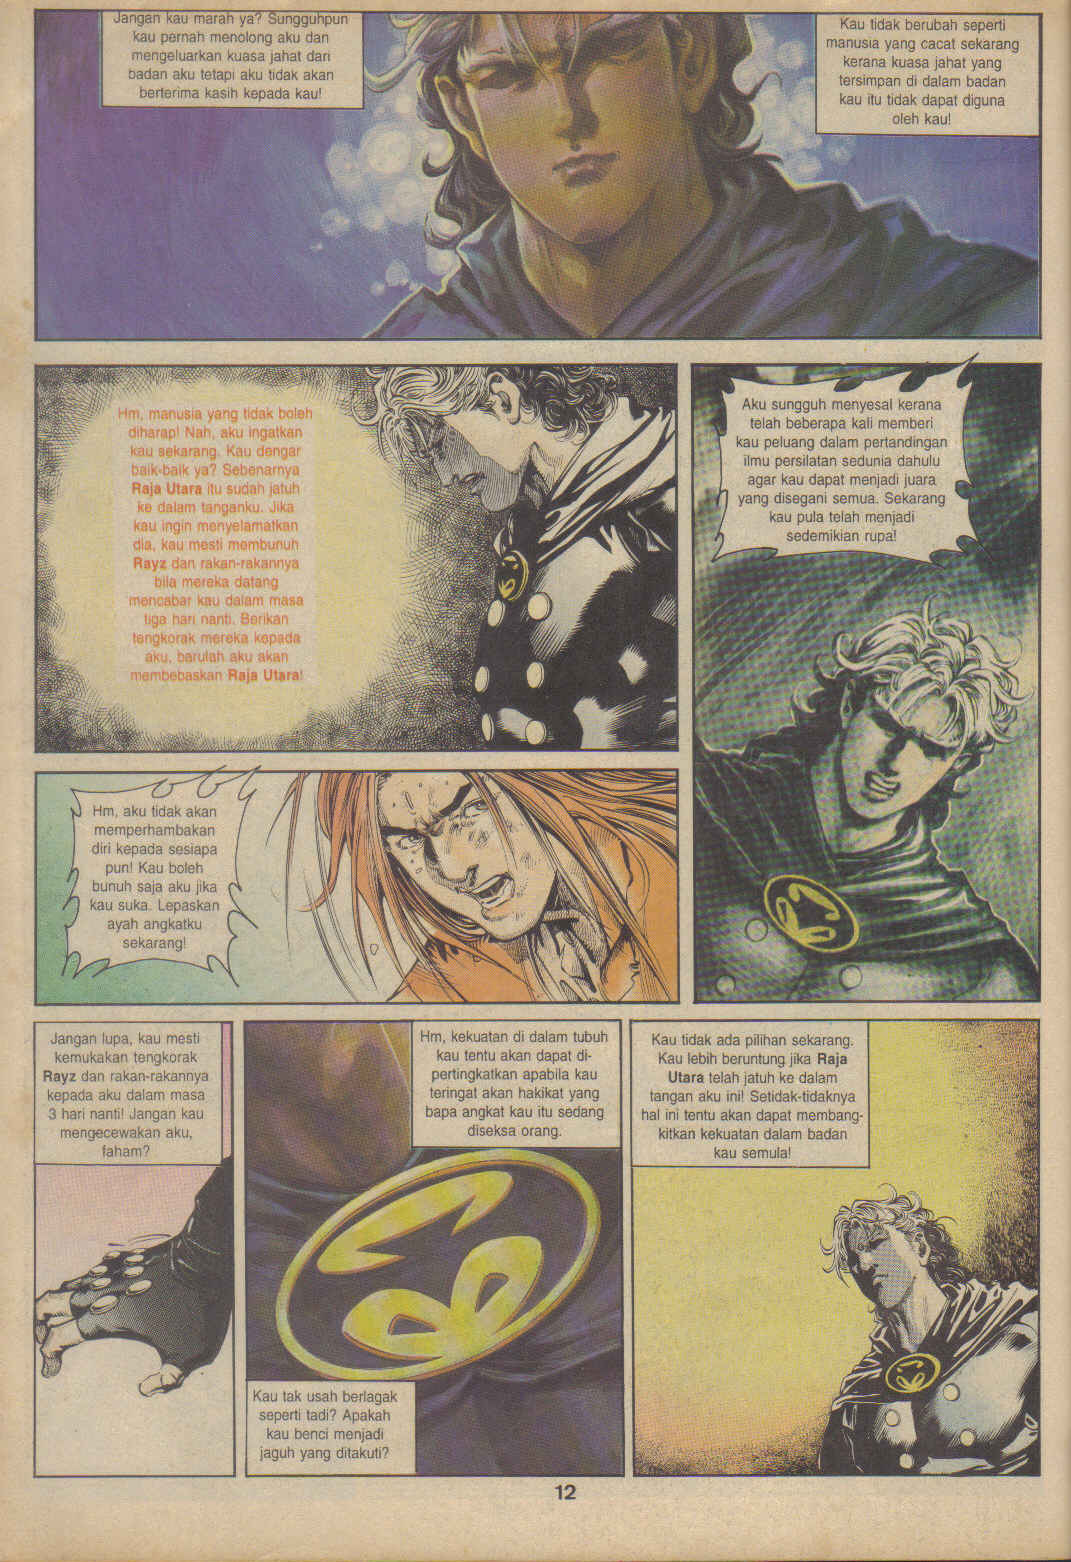 Jangan kau marah ya? Sungguhpun
kau pernah menolong aku dan
mengeluarkan kuasa jahat dari
badan aku tetapi aku tidak akan
berterima kasih kepada kau!
Kau tidak berubah seperti
manusia yang cacat sekarang
kerana kuasa jahat yang
tersimpan di dalam badan
kau itu tidak dapat diguna
oleh kau!
Hm, manusia yang tidak boleh
diharap! Nah, aku ingatkan
kau sekarang. Kau dengar
baik-baik ya? Sebenarnya
Raja Utara itu sudah jatuh
ke dalam tanganku. Jika
kau ingin menyelamatkan
dia, kau mesti membunuh
Rayz dan rakan-rakannya
bila mereka datang
mencabar kau dalam masa
tiga hari nanti. Berikan
tengkorak mereka kepada
aku, barulah aku akan
membebaskan Raja Utara!
Aku sungguh menyesal kerana
telah beberapa kali memberi
kau peluang dalam pertandingan
ilmu persilatan sedunia dahulu
agar kau dapat menjadi juara
yang disegani semua. Sekarang
kau pula telah menjadi
sedemikian rupa!
Hm, aku tidak akan
memperhambakan
diri kepada sesiapa
pun! Kau boleh
bunuh saja aku jika
kau suka. Lepaskan
ayah angkatku
sekarang!
Jangan lupa, kau mesti
kemukakan tengkorak
Rayz dan rakan-rakannya
kepada aku dalam masa
3 hari nanti! Jangan kau
mengecewakan aku,
faham?
Hm, kekuatan di dalam tubuh
kau tentu akan dapat di-
pertingkatkan apabila kau
teringat akan hakikat yang
bapa angkat kau itu sedang
diseksa orang.
Kau tak usah berlagak
seperti tadi? Apakah
kau benci menjadi
jaguh yang ditakuti?
Kau tidak ada pilihan sekarang.
Kau lebih beruntung jika Raja
Utara telah jatuh ke dalam
tangan aku ini! Setidak-tidaknya
hal ini tentu akan dapat membang-
kitkan kekuatan dalam badan
kau semula!
12